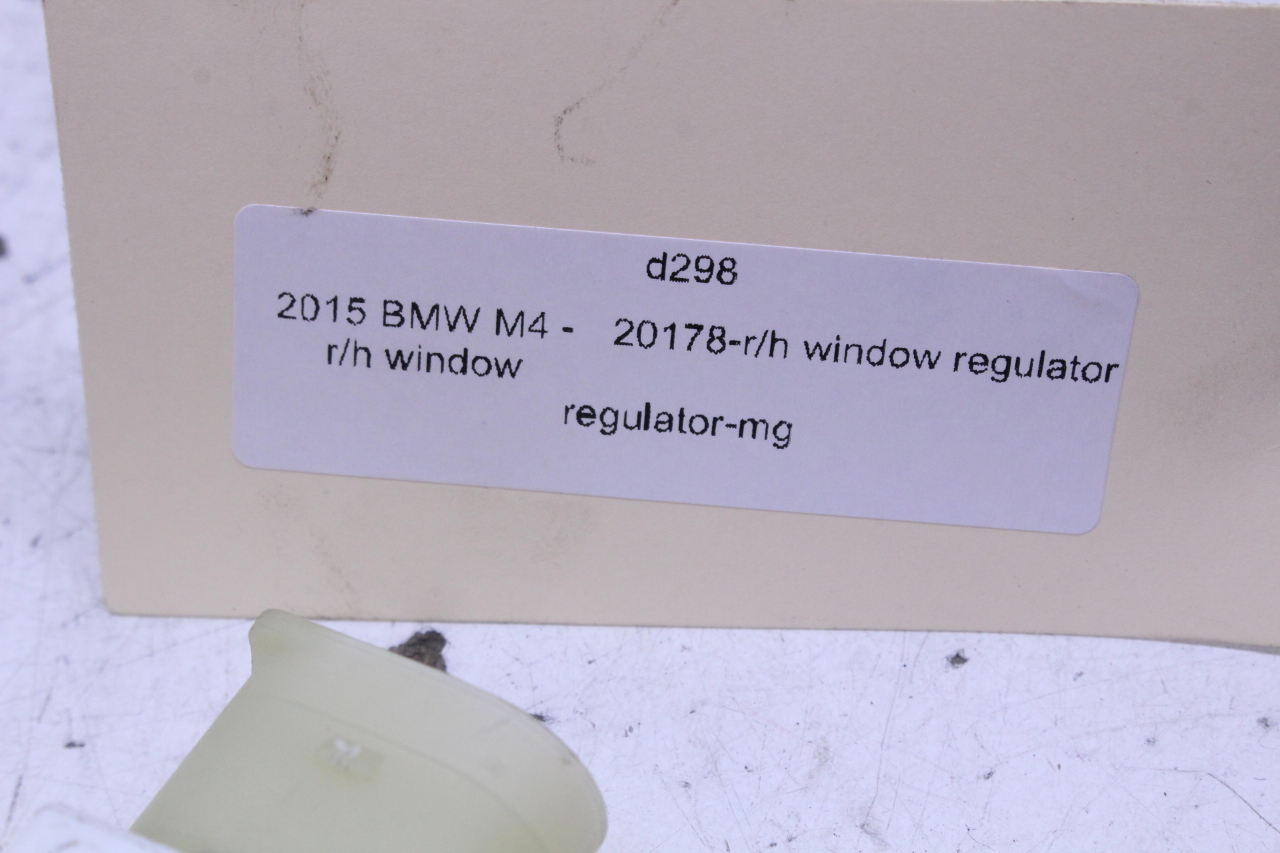 d298
2015 BMW M4 - 20178-r/h window regulator
r/h window
regulator-mg